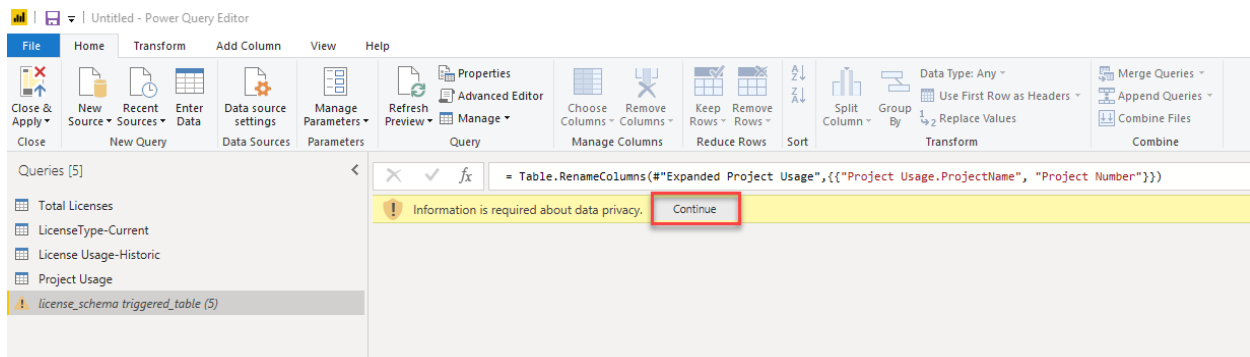 Untitled - Power Query Editor
File Home Transform Add Column View Help
Close & Apply
New Source
Recent Sources
Enter Data
Data source settings
Manage Parameters
Refresh Preview
Properties
Advanced Editor
Manage
Choose Columns
Remove Columns
Keep Rows
Remove Rows
Split Column
Group By
Data Type: Any
Use First Row as Headers
Replace Values
Merge Queries
Append Queries
Combine Files
Close New Query Data Sources Parameters Query Manage Columns Reduce Rows Sort Transform Combine
Queries [5]
fx = Table.RenameColumns(#"Expanded Project Usage",{{"Project Usage.ProjectName", "Project Number"}})
Information is required about data privacy. Continue
Total Licenses
LicenseType-Current
License Usage-Historic
Project Usage
license_schema triggered_table (5)